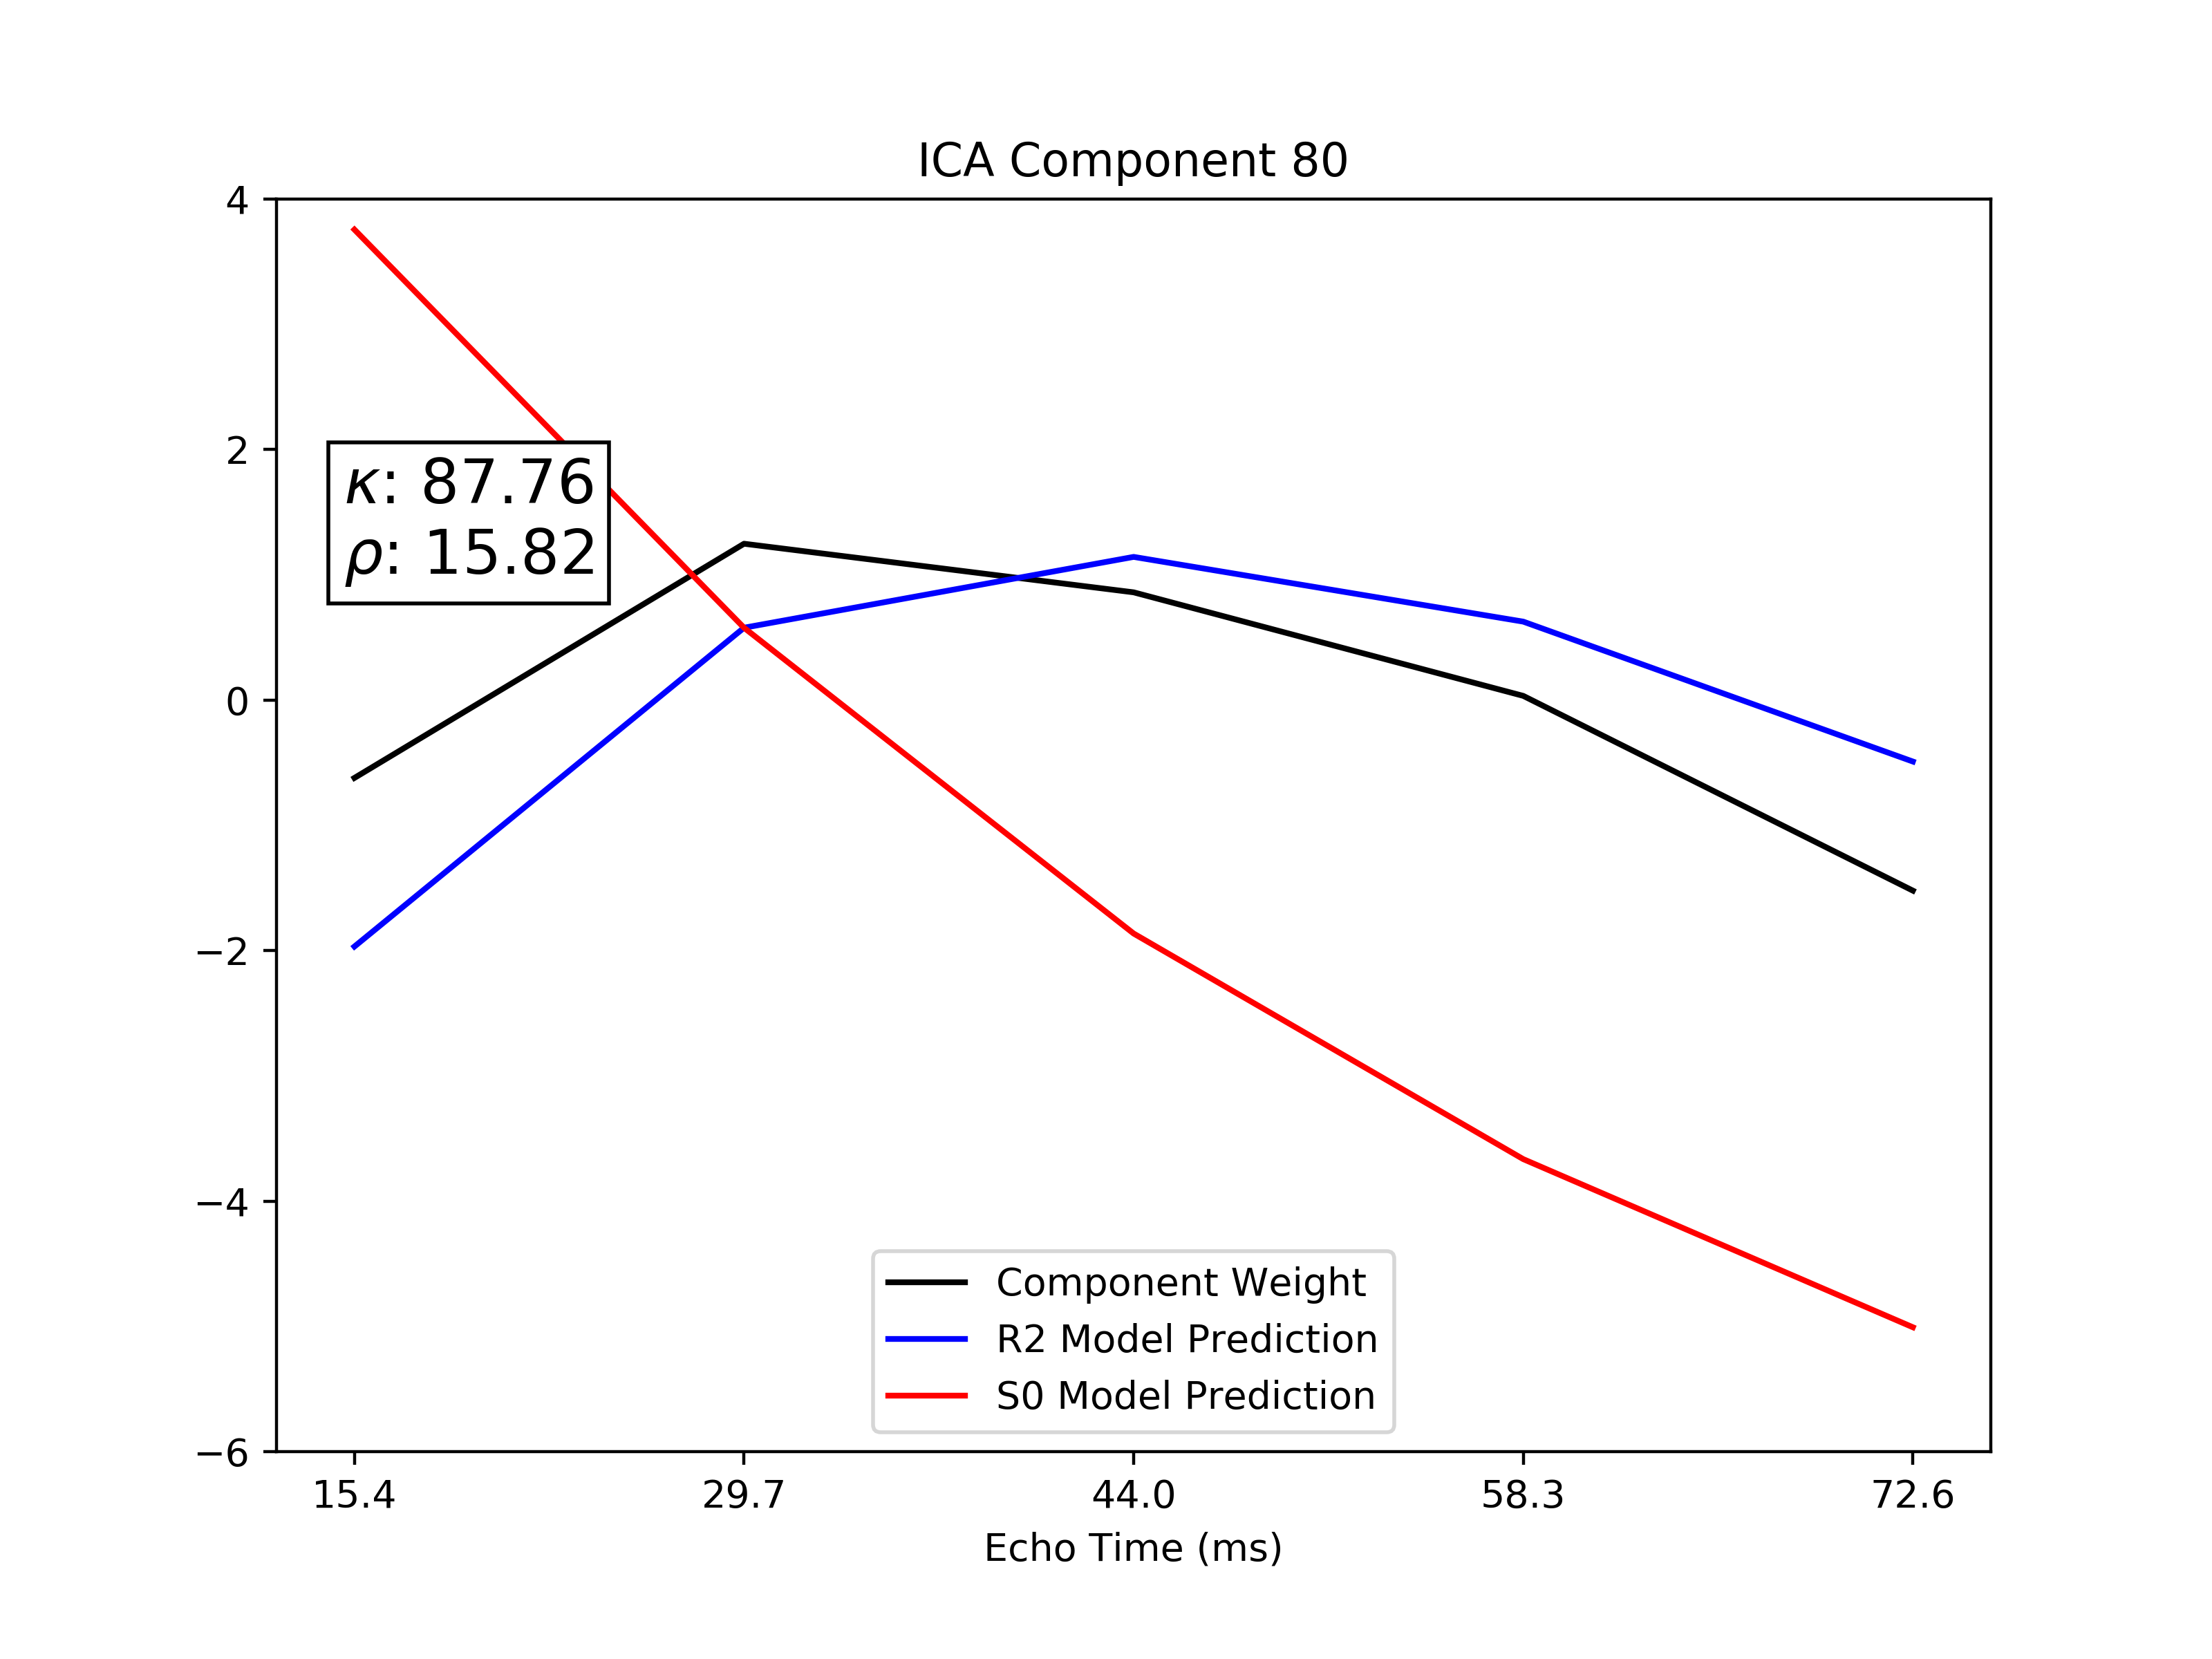 ICA Component 80
4
2
0
−2
−4
−6
κ: 87.76
ρ: 15.82
Component Weight
R2 Model Prediction
S0 Model Prediction
15.4 29.7 44.0 58.3 72.6
Echo Time (ms)